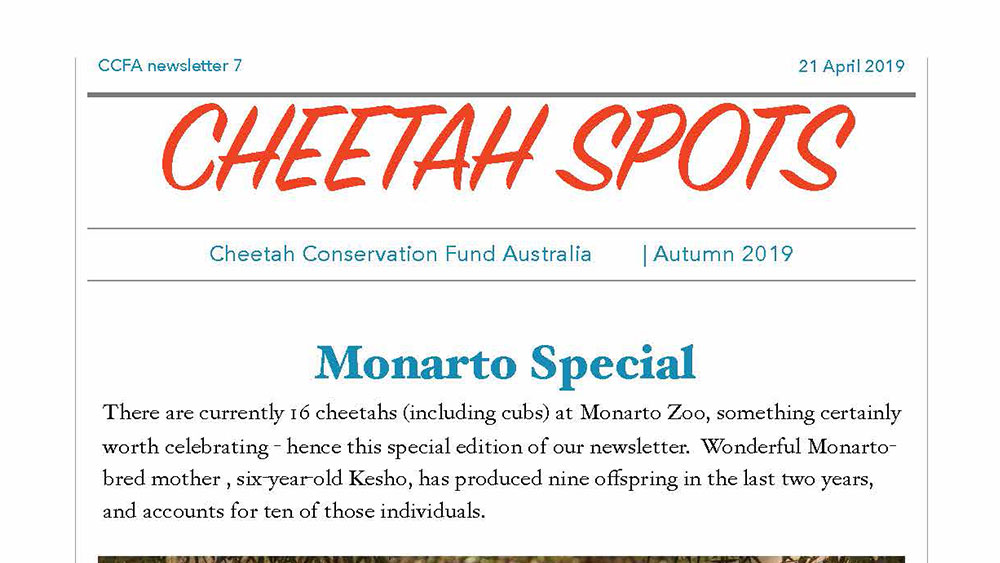 CCFA newsletter 7
21 April 2019
CHEETAH SPOTS
Cheetah Conservation Fund Australia | Autumn 2019
Monarto Special
There are currently 16 cheetahs (including cubs) at Monarto Zoo, something certainly
worth celebrating - hence this special edition of our newsletter. Wonderful Monarto-
bred mother , six-year-old Kesho, has produced nine offspring in the last two years,
and accounts for ten of those individuals.